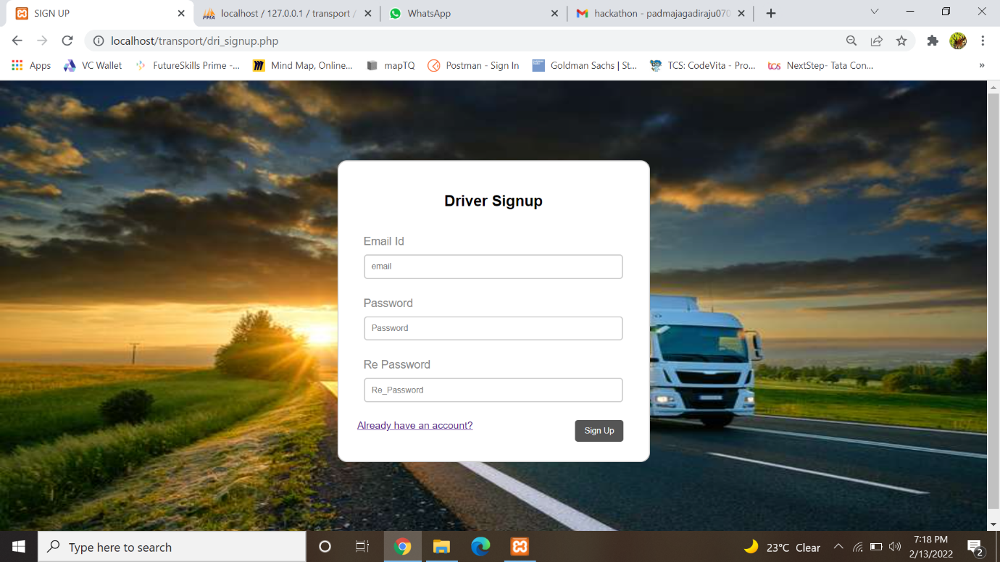 SIGN UP
localhost / 127.0.0.1 / transport /
PMA
WhatsApp
hackathon - padmajagadiraju070
localhost/transport/dri_signup.php
Apps
VC Wallet
FutureSkills Prime -...
Mind Map, Online...
mapTQ
Postman - Sign In
Goldman Sachs | St...
TCS: CodeVita - Pro...
tcs
NextStep- Tata Con...
»
Driver Signup
Email Id
email
Password
Password
Re Password
Re_Password
Already have an account?
Sign Up
Type here to search
23°C Clear
7:18 PM
2/13/2022
2